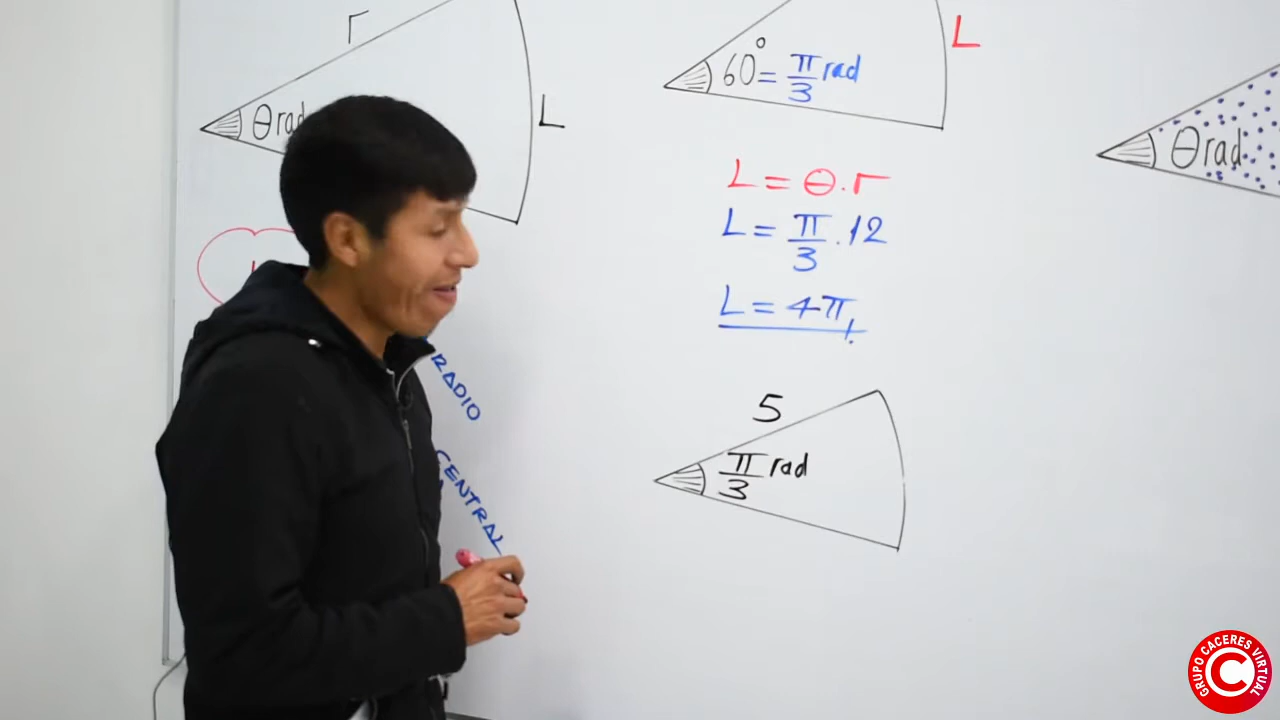 r
θ rad
L
60° = π/3 rad
L
L = θ.r
L = π/3 . 12
L = 4π
5
π/3 rad
θ rad
RADIO
CENTRAL
GRUPO CACERES VIRTUAL
C